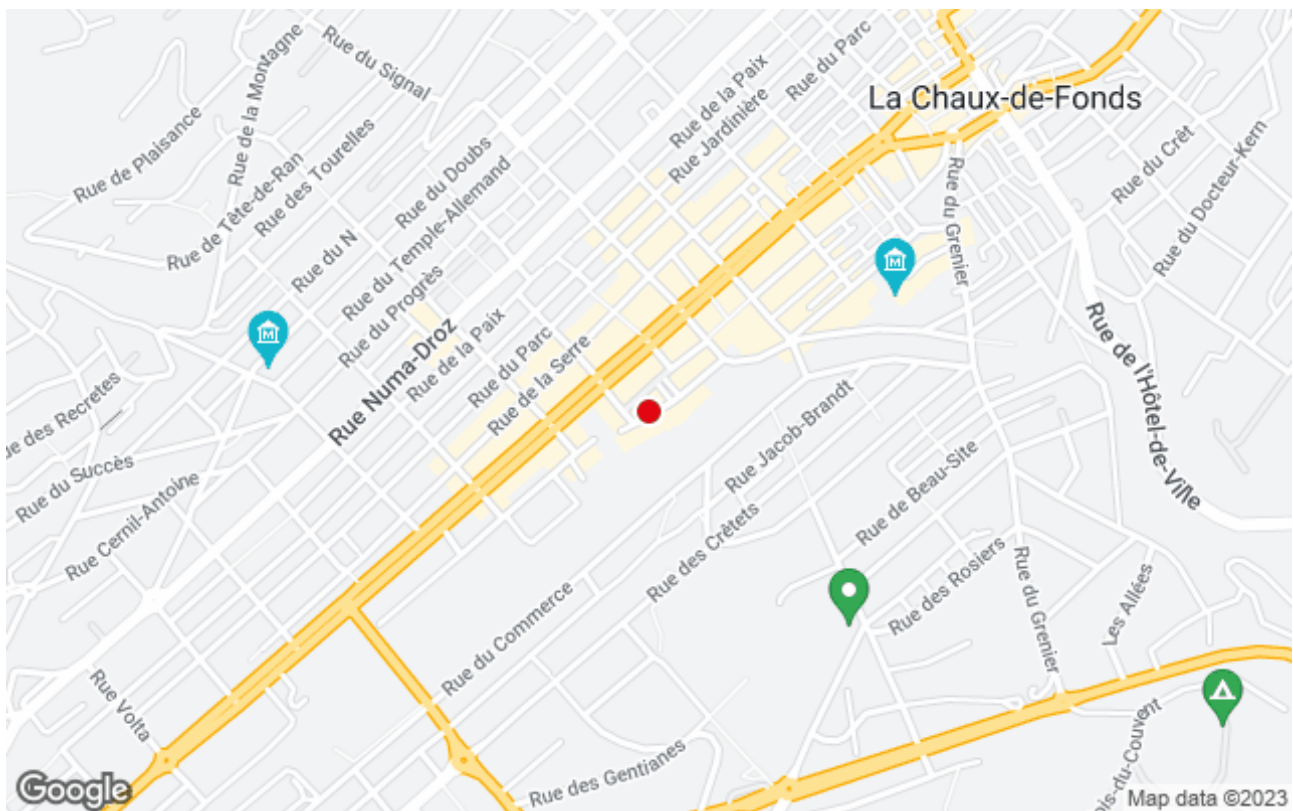 Rue du Signal
Rue de la Montagne
Rue de Plaisance
Rue des Tourelles
Rue de Tête-de-Ran
Rue du Doubs
Rue du Temple-Allemand
Rue du N
Rue du Progrès
Rue Numa-Droz
Rue de la Paix
Rue de la Paix
Rue Jardinière
Rue du Parc
Rue du Parc
Rue de la Serre
La Chaux-de-Fonds
Rue du Grenier
Rue du Crêt
Rue du Docteur-Kern
Rue de l'Hôtel-de-Ville
M
M
ue des Recretes
Rue du Succès
Rue Cernil-Antoine
Rue Jacob-Brandt
Rue des Crêtets
Rue de Beau-Site
Rue des Rosiers
Rue du Grenier
Les Allées
Rue du Commerce
Rue Volta
Rue des Gentianes
is-du-Couvent
Google
Map data ©2023